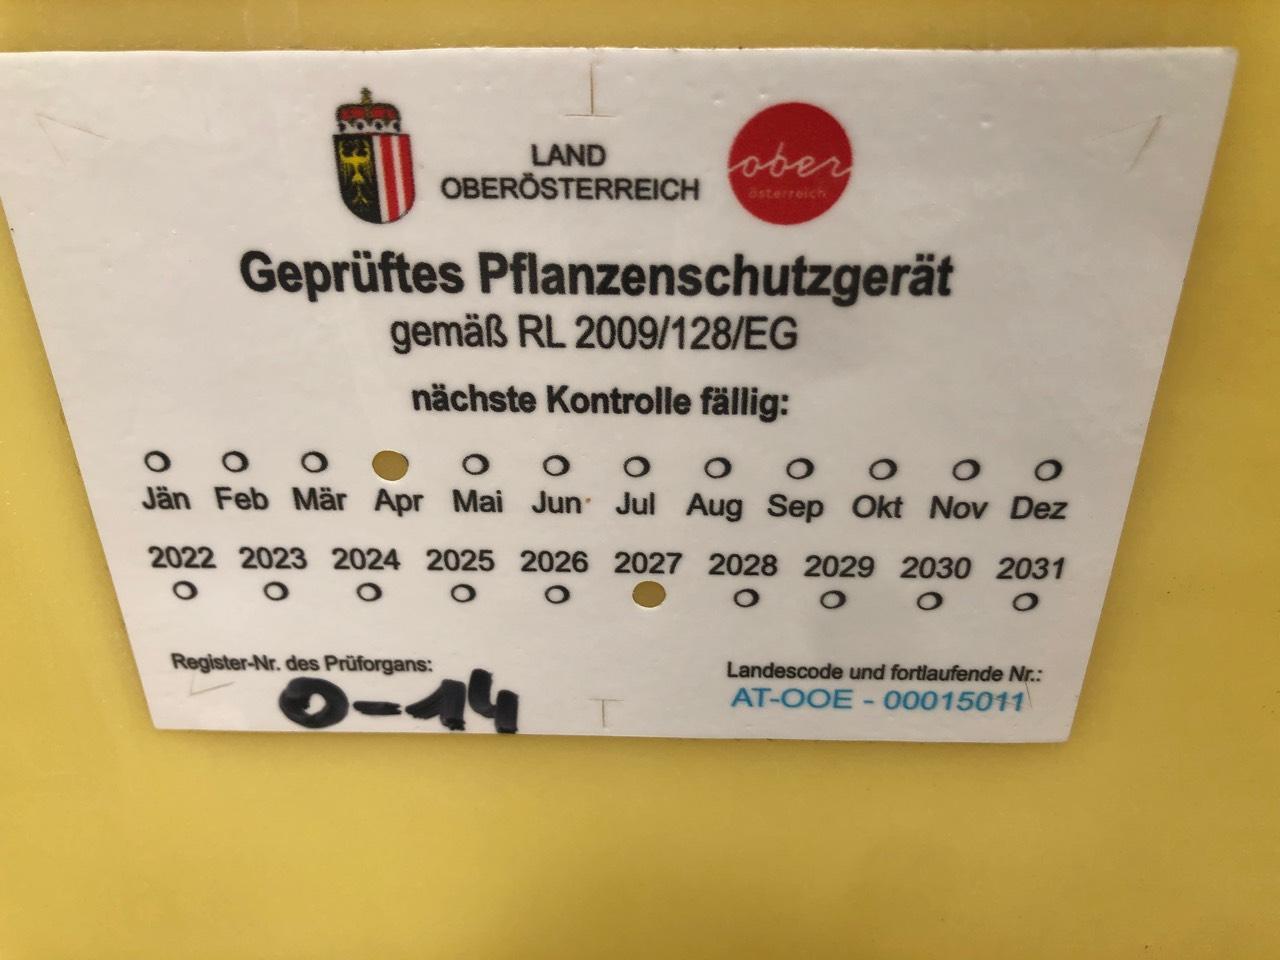 LAND
OBERÖSTERREICH
ober
österreich
Geprüftes Pflanzenschutzgerät
gemäß RL 2009/128/EG
nächste Kontrolle fällig:
Jän Feb Mär Apr Mai Jun Jul Aug Sep Okt Nov Dez
2022 2023 2024 2025 2026 2027 2028 2029 2030 2031
Register-Nr. des Prüforgans:
O-14
Landescode und fortlaufende Nr.:
AT-OOE - 00015011